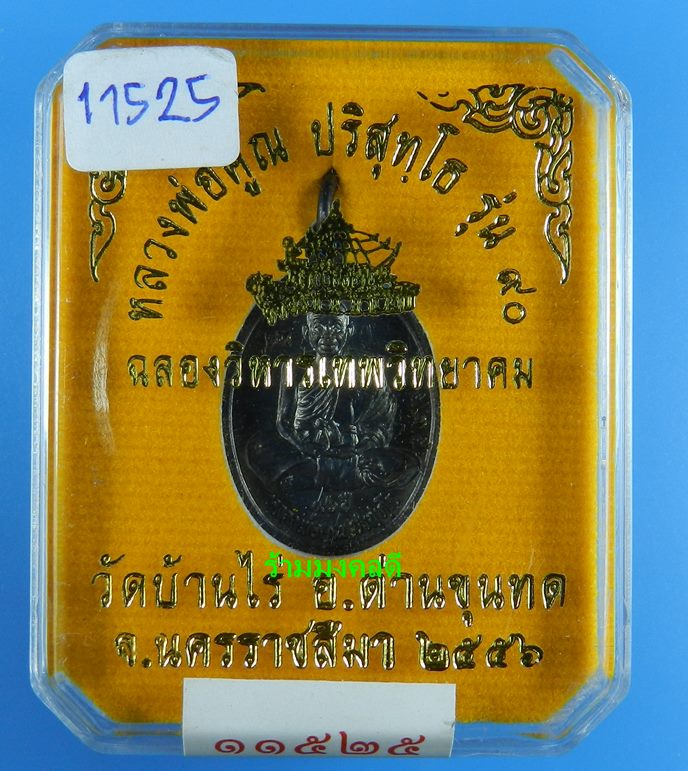 11525
หลวงพ่อคูณ ปริสุทฺโธ รุ่น ๙๐
ฉลองวิหารเทพวิทยาคม
ร้ามมงคลดี
วัดบ้านไร่ อ.ด่านขุนทด
จ.นครราชสีมา ๒๕๕๖
๑๑๕๒๕